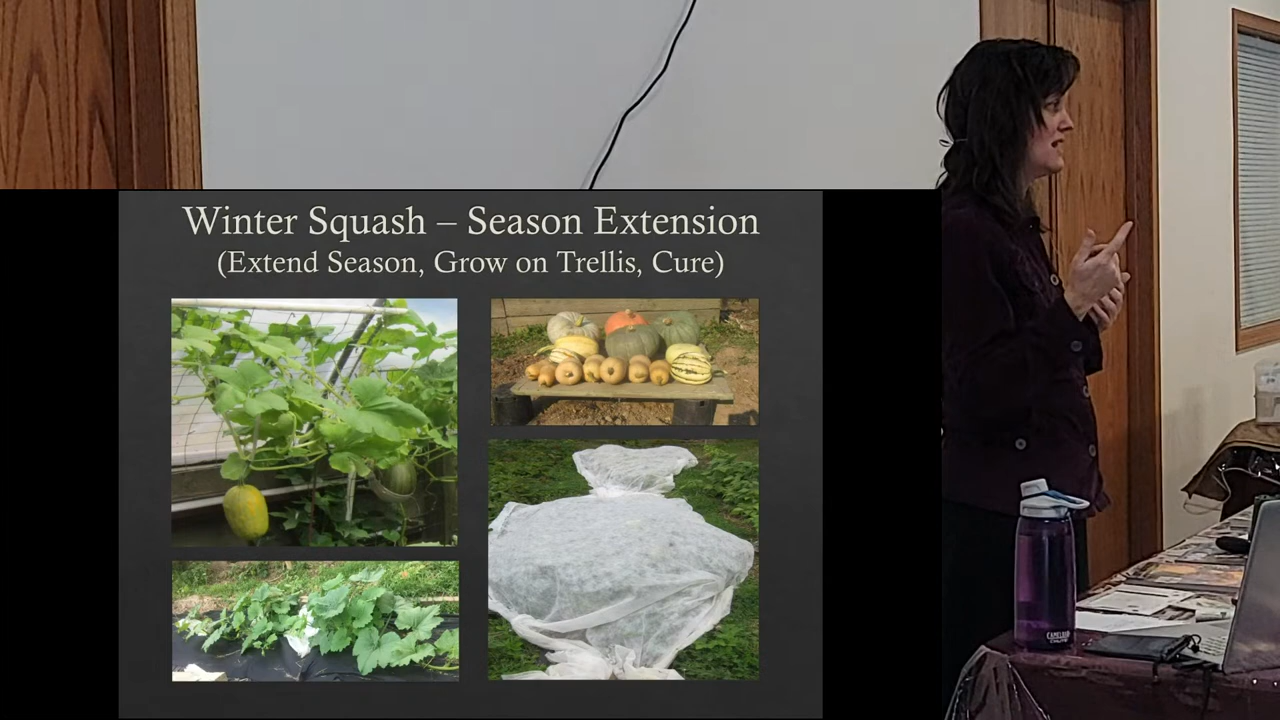 Winter Squash – Season Extension
(Extend Season, Grow on Trellis, Cure)
CAMELBAK